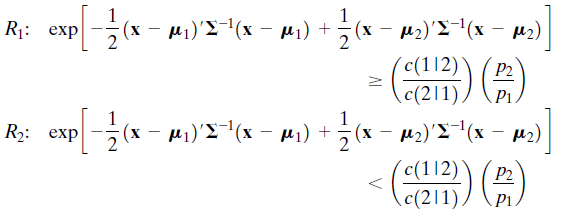 R₁: exp[−1/2(x − μ₁)′Σ⁻¹(x − μ₁) + 1/2(x − μ₂)′Σ⁻¹(x − μ₂)]
≥ (c(1|2)/c(2|1)) (p₂/p₁)
R₂: exp[−1/2(x − μ₁)′Σ⁻¹(x − μ₁) + 1/2(x − μ₂)′Σ⁻¹(x − μ₂)]
< (c(1|2)/c(2|1)) (p₂/p₁)